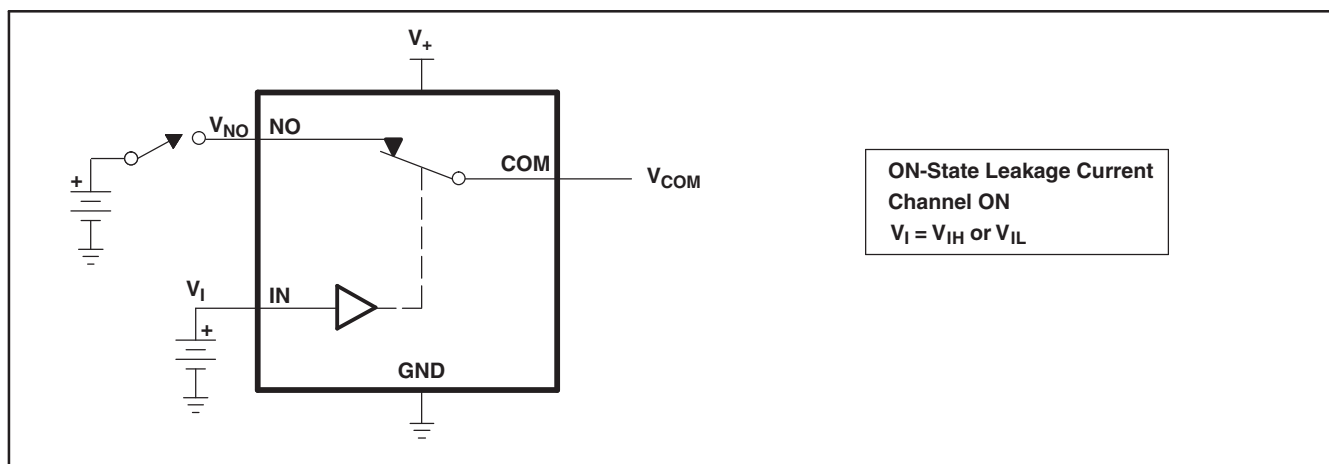 V+
VNO NO
COM VCOM
+
VI IN
+
GND
ON-State Leakage Current
Channel ON
VI = VIH or VIL